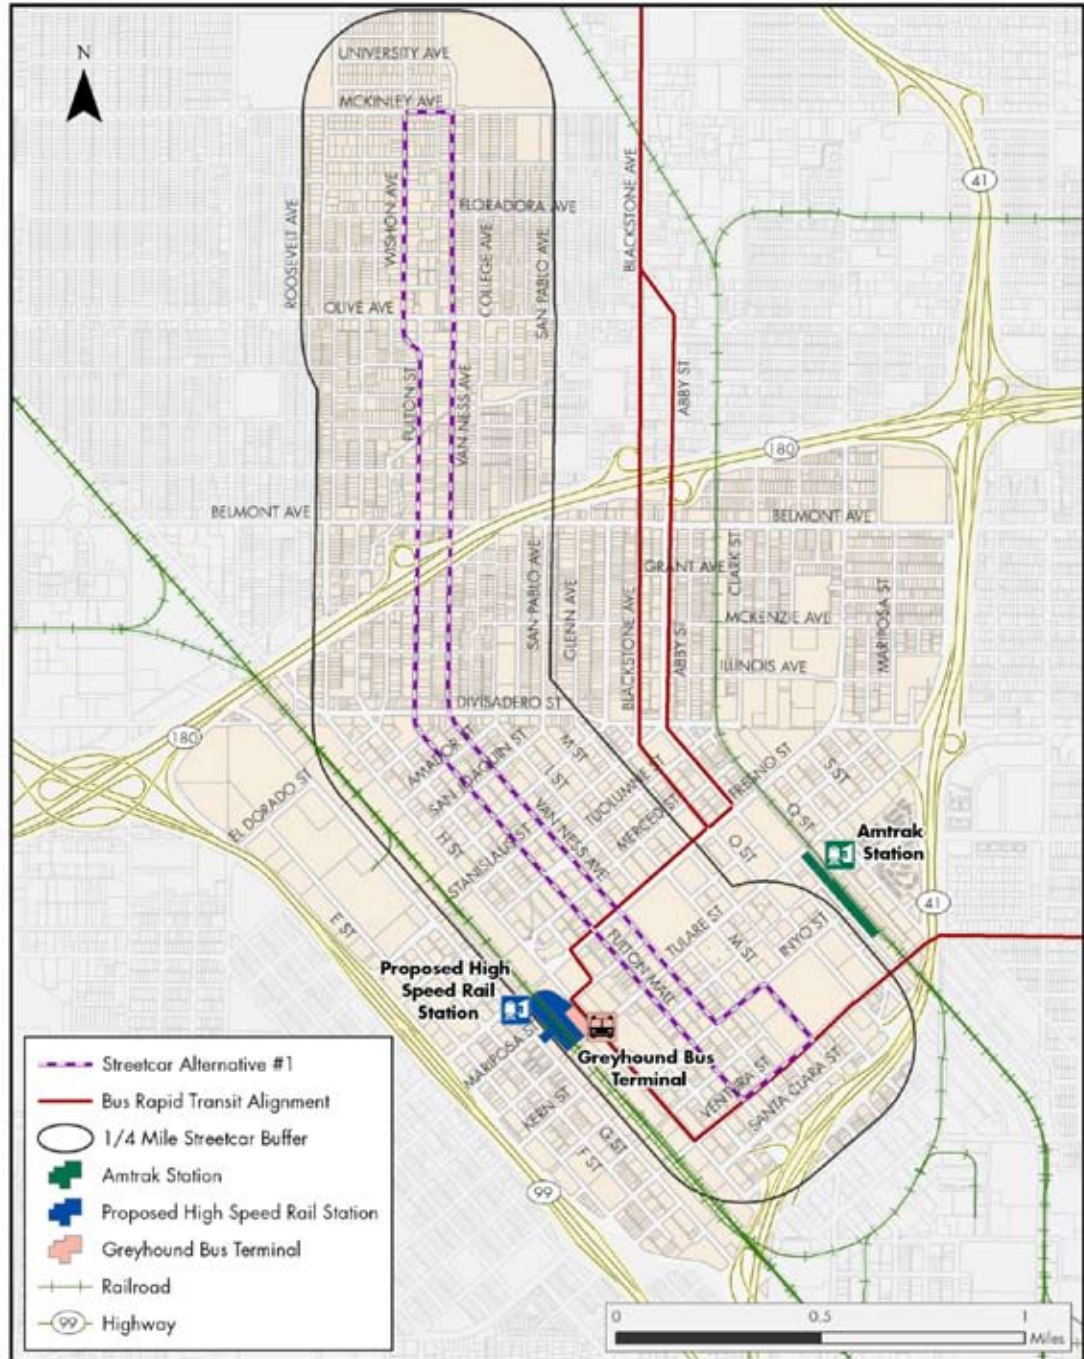 N
UNIVERSITY AVE
MCKINLEY AVE
ROOSEVELT AVE
WISHON AVE
FLORADORA AVE
COLLEGE AVE
SAN PABLO AVE
BLACKSTONE AVE
41
OLIVE AVE
FULTON ST
VAN NESS AVE
ABBY ST
180
BELMONT AVE
BELMONT AVE
SAN PABLO AVE
GLENN AVE
GRANT AVE
CLARK ST
BLACKSTONE AVE
ABBY ST
MCKENZIE AVE
MARIPOSA ST
ILLINOIS AVE
DIVISADERO ST
180
EL DORADO ST
AMADOR ST
SAN JOAQUIN ST
M ST
L ST
TUOLUMNE ST
MERCED ST
FRESNO ST
S ST
Q ST
O ST
H ST
STANISLAUS ST
VAN NESS AVE
E ST
Amtrak
Station
41
FULTON MALL
TULARE ST
M ST
INYO ST
Proposed High
Speed Rail
Station
Greyhound Bus
Terminal
MARIPOSA ST
KERN ST
G ST
F ST
VENTURA ST
SANTA CLARA ST
99
Streetcar Alternative #1
Bus Rapid Transit Alignment
1/4 Mile Streetcar Buffer
Amtrak Station
Proposed High Speed Rail Station
Greyhound Bus Terminal
Railroad
99 Highway
0 0.5 1
Miles